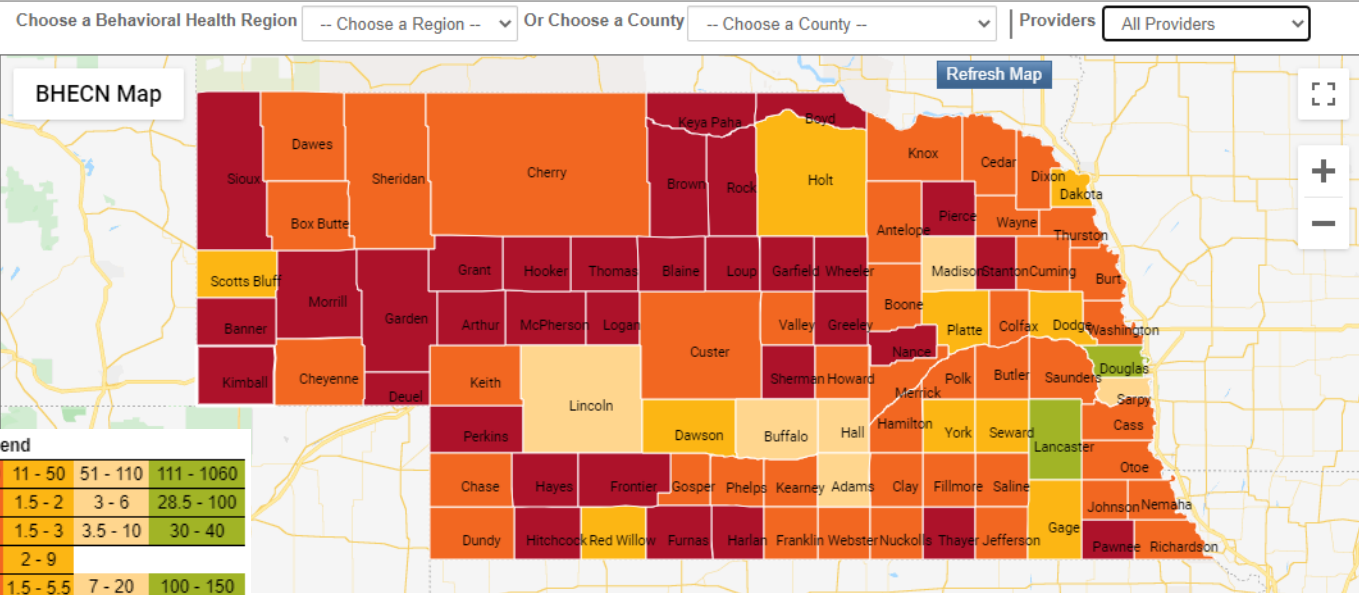 Choose a Behavioral Health Region -- Choose a Region -- Or Choose a County -- Choose a County -- Providers All Providers
BHECN Map
Refresh Map
Keya Paha Boyd
Dawes
Knox
Cedar
Sioux Sheridan Cherry Brown Rock Holt Dixon Dakota
Box Butte
Antelope Pierce Wayne Thurston
Scotts Bluff Grant Hooker Thomas Blaine Loup Garfield Wheeler Madison Stanton Cuming Burt
Morrill
Boone
Banner Garden Arthur McPherson Logan Valley Greeley Platte Colfax Dodge Washington
Custer Nance
Kimball Cheyenne Keith Sherman Howard Polk Butler Saunders Douglas
Deuel Merrick Sarpy
Lincoln
Perkins Dawson Buffalo Hall Hamilton York Seward Lancaster Cass
Otoe
Chase Hayes Frontier Gosper Phelps Kearney Adams Clay Fillmore Saline
Johnson Nemaha
Dundy Hitchcock Red Willow Furnas Harlan Franklin Webster Nuckolls Thayer Jefferson Gage Pawnee Richardson
end
11 - 50 51 - 110 111 - 1060
1.5 - 2 3 - 6 28.5 - 100
1.5 - 3 3.5 - 10 30 - 40
2 - 9
1.5 - 5.5 7 - 20 100 - 150